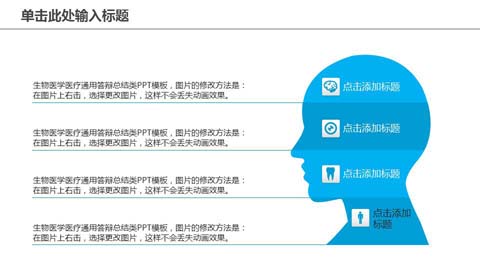 单击此处输入标题
生物医学医疗通用答辩总结类PPT模板，图片的修改方法是：
在图片上右击，选择更改图片，这样不会丢失动画效果。
点击添加标题
生物医学医疗通用答辩总结类PPT模板，图片的修改方法是：
在图片上右击，选择更改图片，这样不会丢失动画效果。
点击添加标题
生物医学医疗通用答辩总结类PPT模板，图片的修改方法是：
在图片上右击，选择更改图片，这样不会丢失动画效果。
点击添加标题
生物医学医疗通用答辩总结类PPT模板，图片的修改方法是：
在图片上右击，选择更改图片，这样不会丢失动画效果。
点击添加
标题